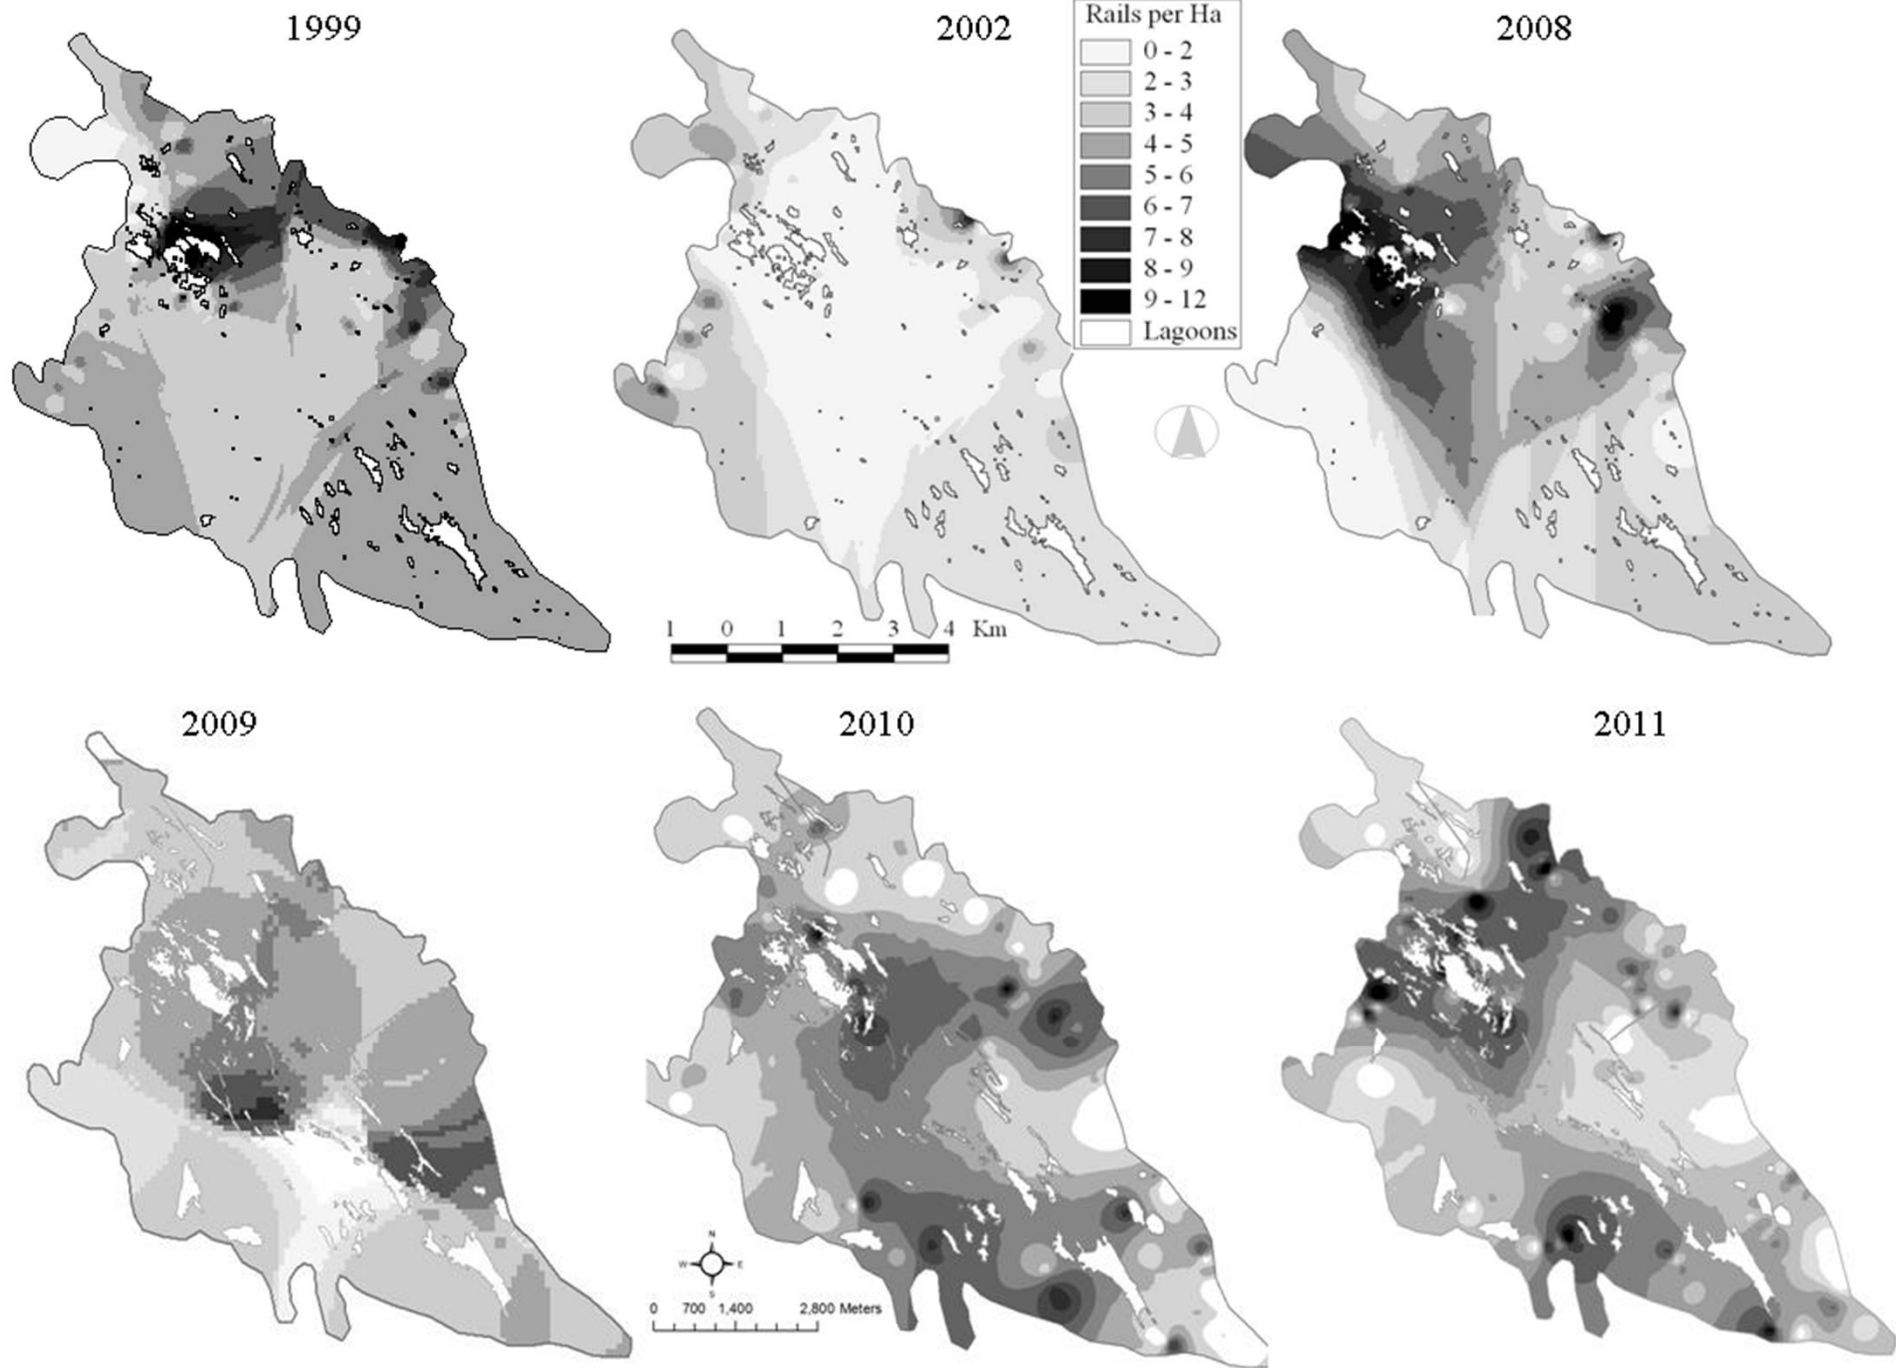 1999
2002
2008
Rails per Ha
0 - 2
2 - 3
3 - 4
4 - 5
5 - 6
6 - 7
7 - 8
8 - 9
9 - 12
Lagoons
1 0 1 2 3 4 Km
2009
2010
2011
N
W E
S
0 700 1,400 2,800 Meters